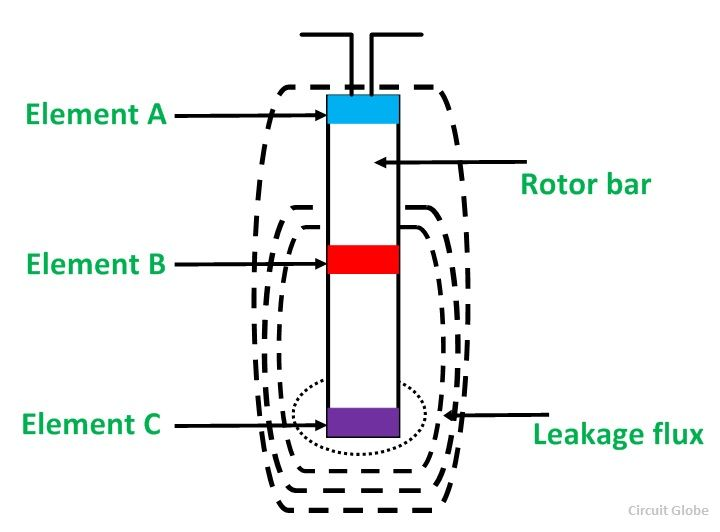 Element A
Rotor bar
Element B
Element C
Leakage flux
Circuit Globe